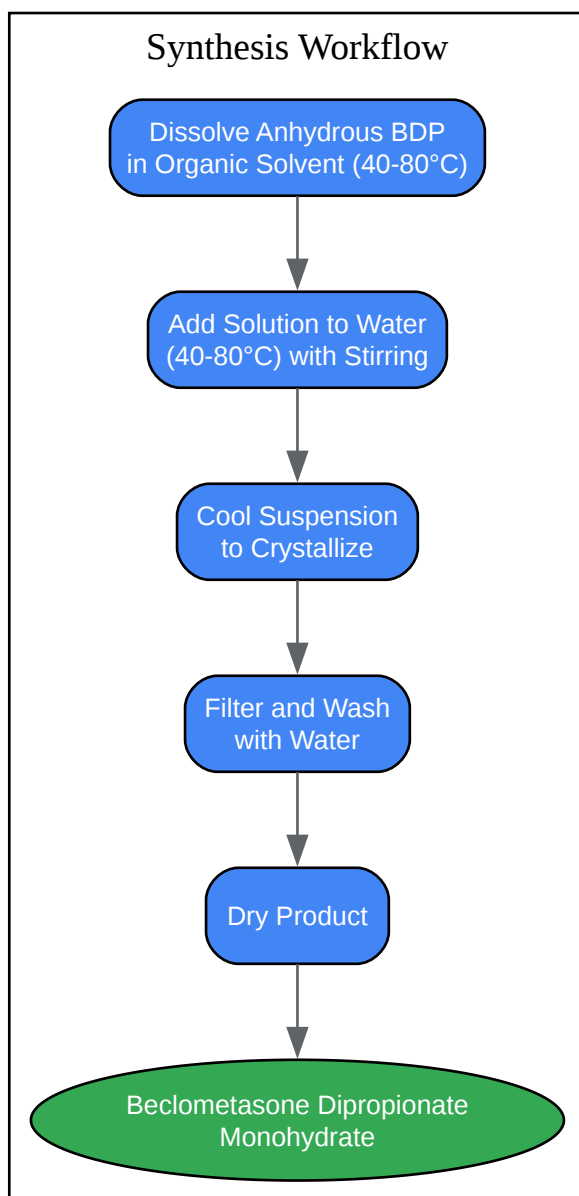 Synthesis Workflow
Dissolve Anhydrous BDP
in Organic Solvent (40-80°C)
Add Solution to Water
(40-80°C) with Stirring
Cool Suspension
to Crystallize
Filter and Wash
with Water
Dry Product
Beclometasone Dipropionate
Monohydrate